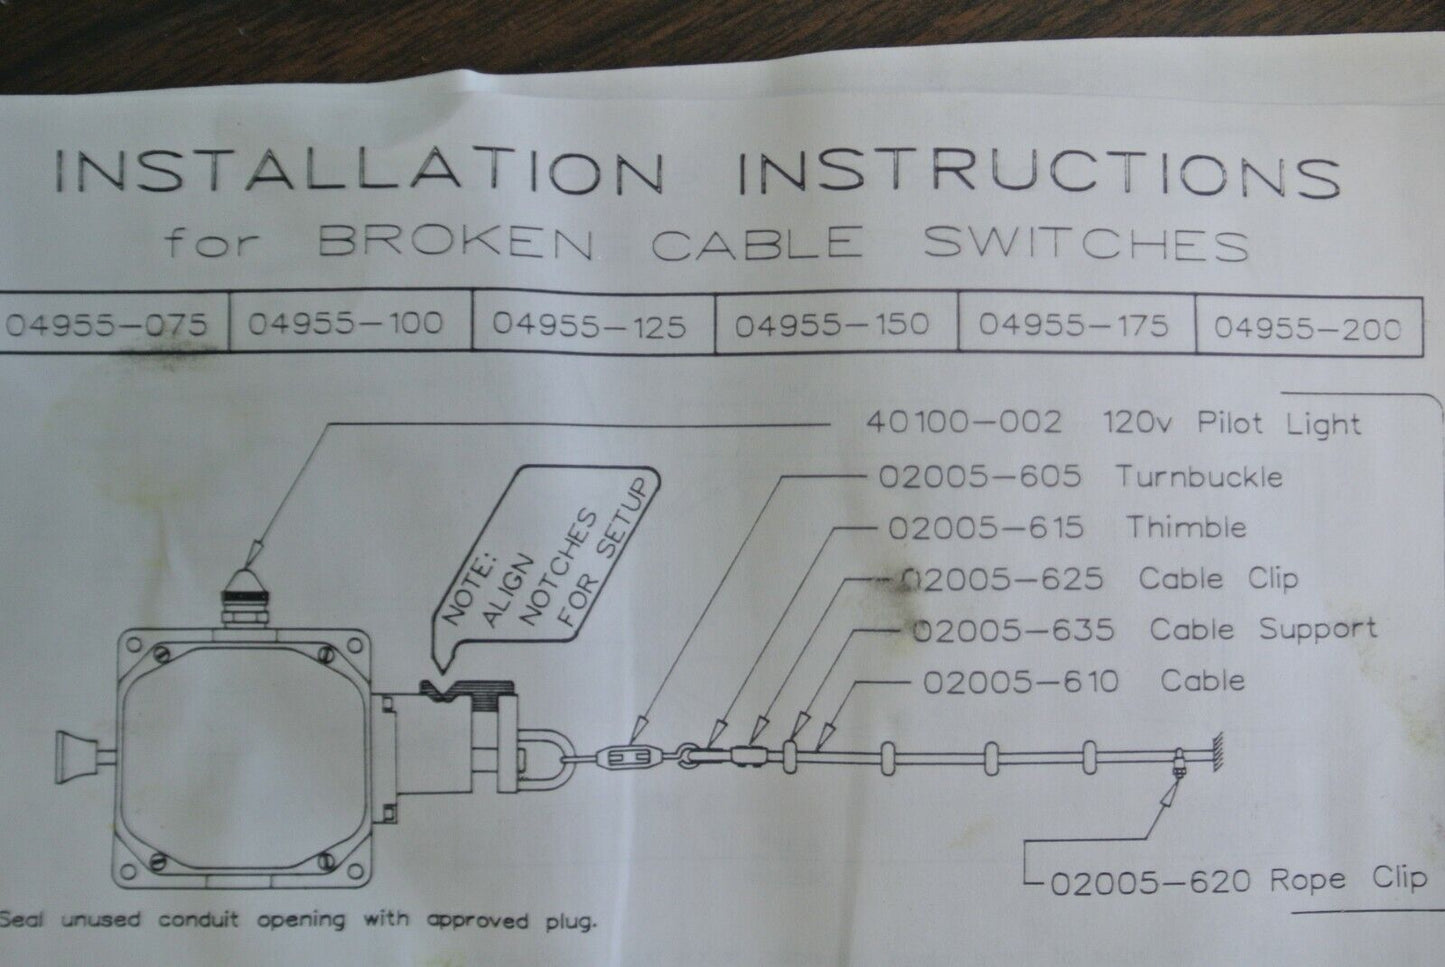 INSTALLATION INSTRUCTIONS
for BROKEN CABLE SWITCHES
04955-075 04955-100 04955-125 04955-150 04955-175 04955-200
40100-002 120v Pilot Light
02005-605 Turnbuckle
02005-615 Thimble
02005-625 Cable Clip
02005-635 Cable Support
02005-610 Cable
NOTE:
ALIGN
NOTCHES
FOR SETUP
02005-620 Rope Clip
Seal unused conduit opening with approved plug.